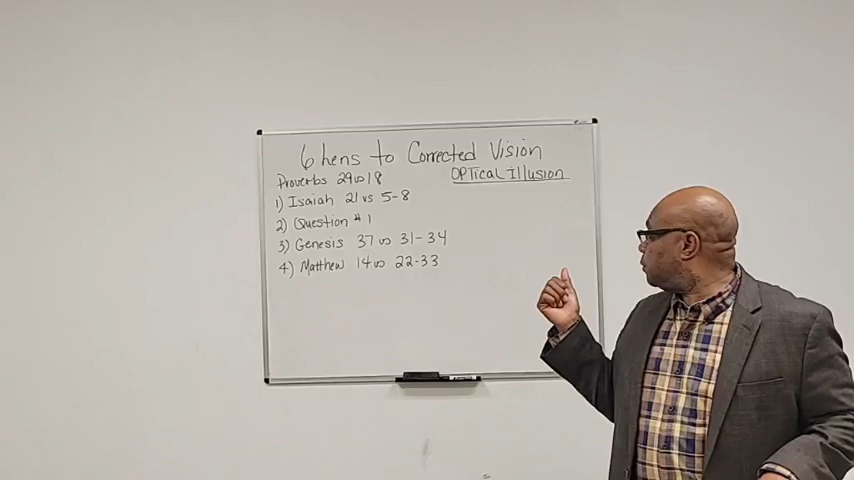 6 hens to Corrected Vision
Proverbs 29 vs 18
OPTical Illusion
1) Isaiah 21 vs 5-8
2) Question # 1
3) Genesis 37 vs 31-34
4) Matthew 14 vs 22-33